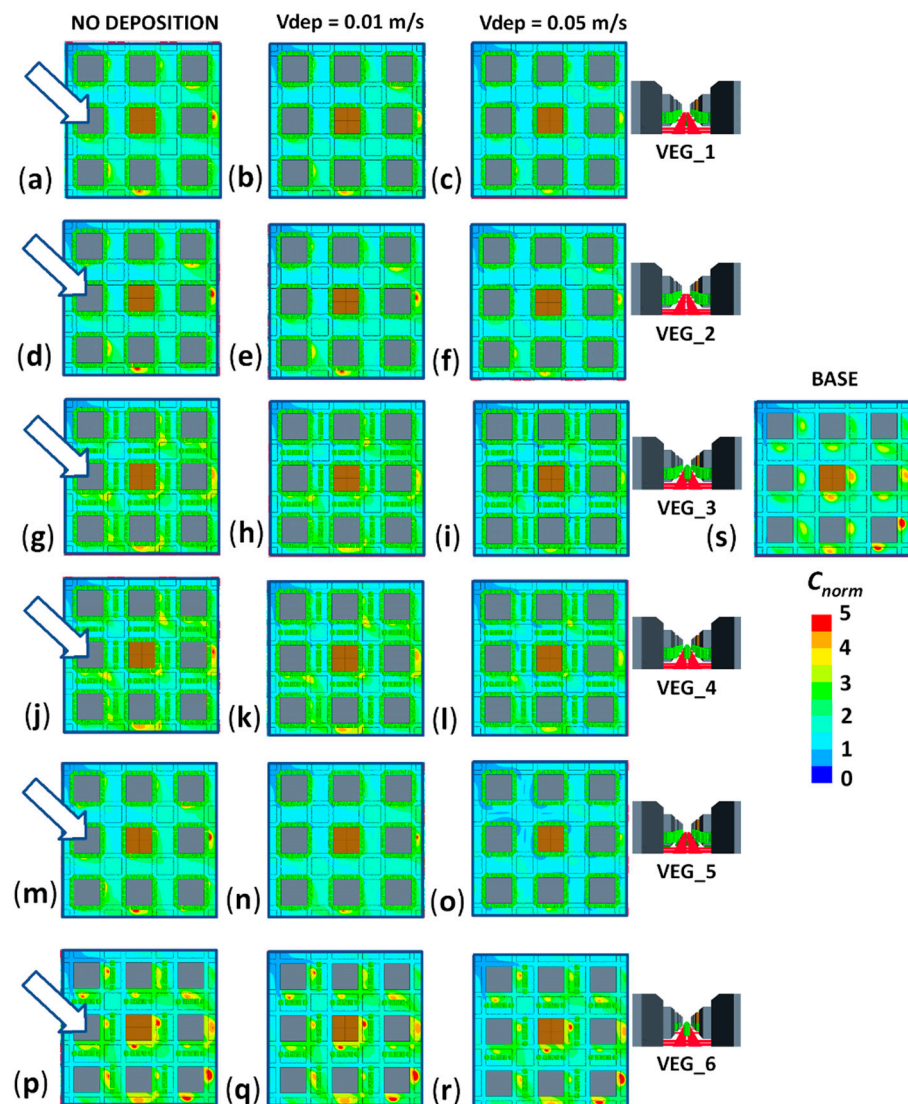 NO DEPOSITION Vdep = 0.01 m/s Vdep = 0.05 m/s
(a) (b) (c) VEG_1
(d) (e) (f) VEG_2
BASE
(g) (h) (i) VEG_3 (s)
C_norm
5
4
3
2
1
0
(j) (k) (l) VEG_4
(m) (n) (o) VEG_5
(p) (q) (r) VEG_6